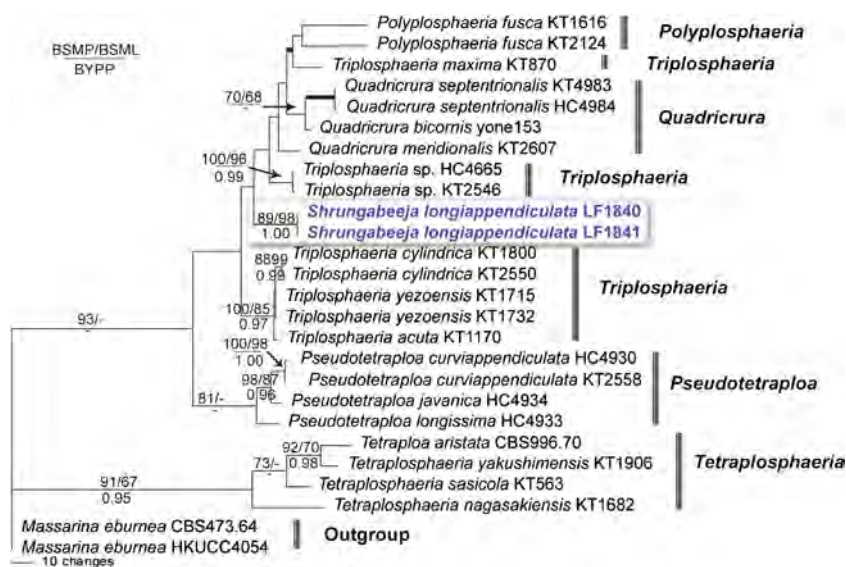 BSMP/BSML
BYPP
Polyplosphaeria fusca KT1616
Polyplosphaeria fusca KT2124
Polyplosphaeria
Triplosphaeria maxima KT870
Triplosphaeria
Quadricrura septentrionalis KT4983
70/68
Quadricrura septentrionalis HC4984
Quadricrura
Quadricrura bicornis yone153
Quadricrura meridionalis KT2607
100/96
0.99
Triplosphaeria sp. HC4665
Triplosphaeria sp. KT2546
Triplosphaeria
Shrungabeeja longiappendiculata LF1840
89/98
1.00
Shrungabeeja longiappendiculata LF1841
Triplosphaeria cylindrica KT1800
8899
0.99
Triplosphaeria cylindrica KT2550
Triplosphaeria yezoensis KT1715
Triplosphaeria
100/85
0.97
Triplosphaeria yezoensis KT1732
Triplosphaeria acuta KT1170
93/-
-
100/98
1.00
Pseudotetraploa curviappendiculata HC4930
Pseudotetraploa curviappendiculata KT2558
Pseudotetraploa
98/87
0.96
Pseudotetraploa javanica HC4934
81/-
-
Pseudotetraploa longissima HC4933
Tetraploa aristata CBS996.70
92/70
0.98
Tetraplosphaeria yakushimensis KT1906
Tetraplosphaeria
73/-
-
Tetraplosphaeria sasicola KT563
91/67
0.95
Tetraplosphaeria nagasakiensis KT1682
Massarina eburnea CBS473.64
Outgroup
Massarina eburnea HKUCC4054
10 changes